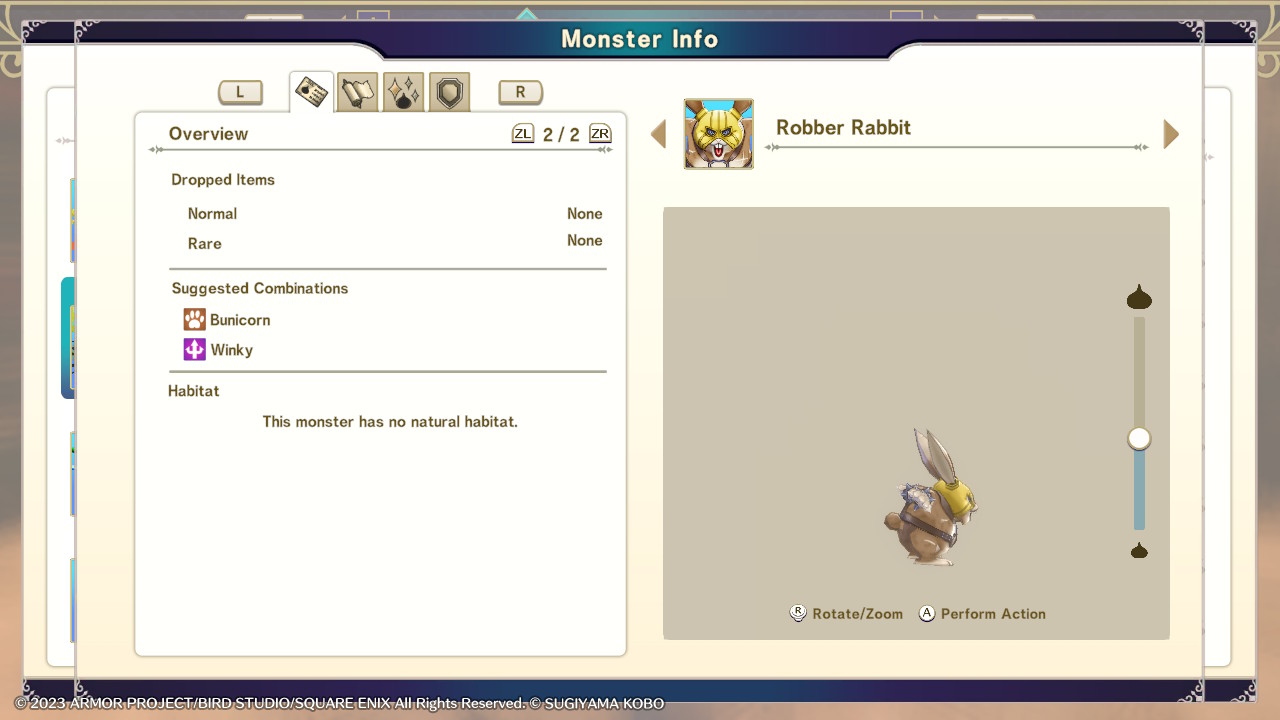 Monster Info
L
R
Overview
ZL 2 / 2 ZR
Dropped Items
Normal None
Rare None
Suggested Combinations
Bunicorn
Winky
Habitat
This monster has no natural habitat.
Robber Rabbit
R Rotate/Zoom A Perform Action
© 2023 ARMOR PROJECT/BIRD STUDIO/SQUARE ENIX All Rights Reserved. © SUGIYAMA KOBO